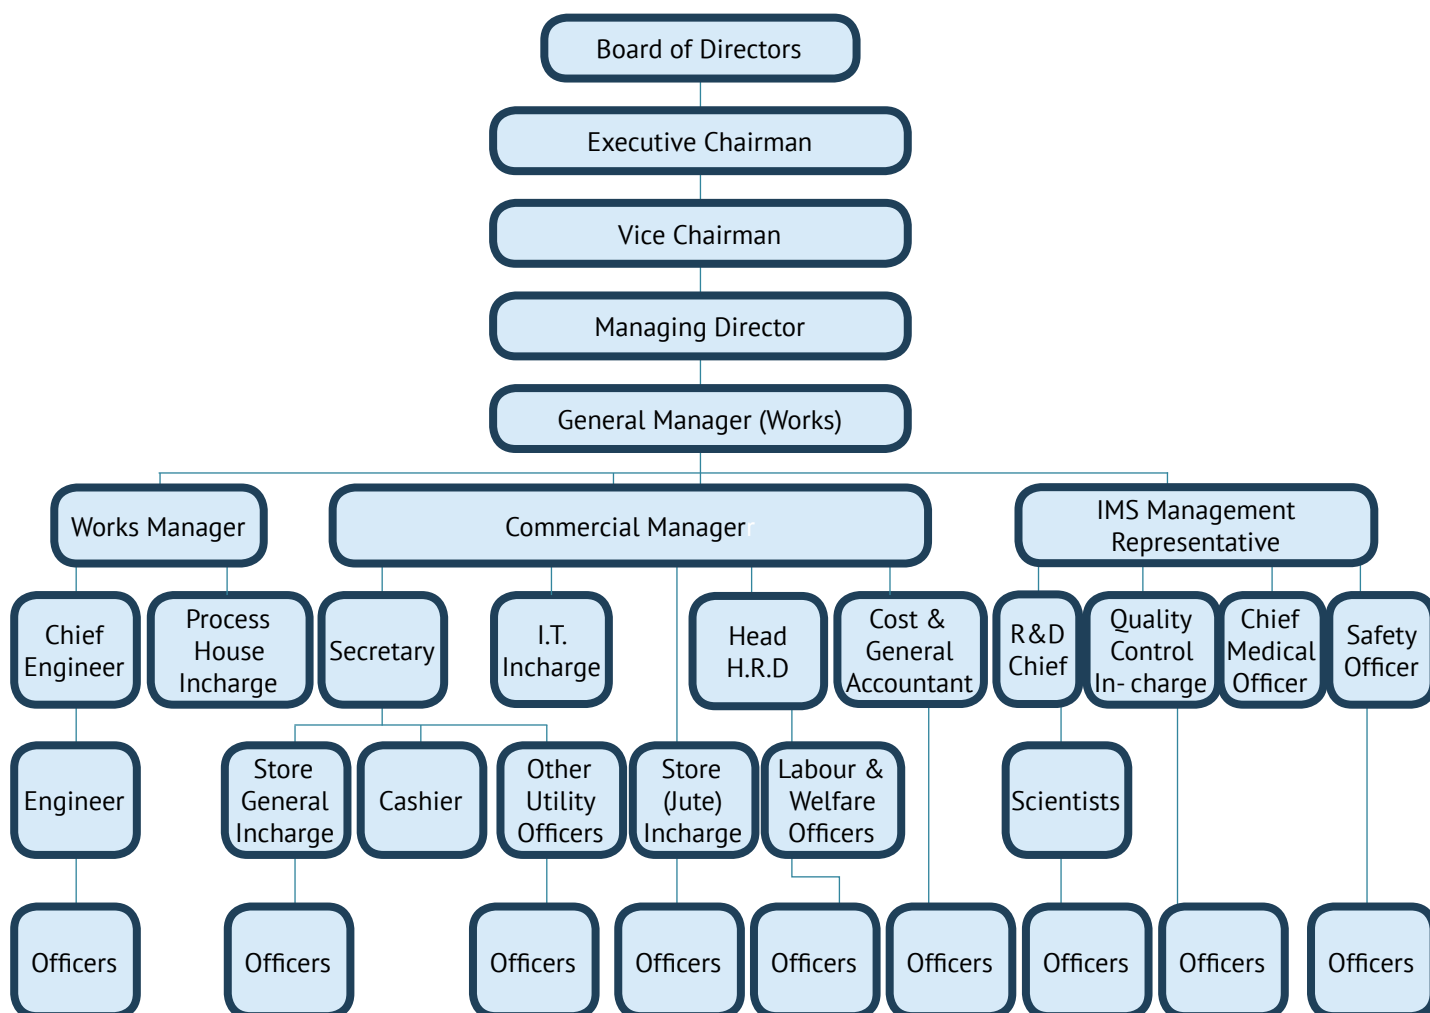 Board of Directors
Executive Chairman
Vice Chairman
Managing Director
General Manager (Works)
Works Manager
Commercial Managerr
IMS Management
Representative
Chief
Engineer
Process
House
Incharge
Secretary
I.T.
Incharge
Head
H.R.D
Cost &
General
Accountant
R&D
Chief
Quality
Control
In- charge
Chief
Medical
Officer
Safety
Officer
Engineer
Store
General
Incharge
Cashier
Other
Utility
Officers
Store
(Jute)
Incharge
Labour &
Welfare
Officers
Scientists
Officers
Officers
Officers
Officers
Officers
Officers
Officers
Officers
Officers